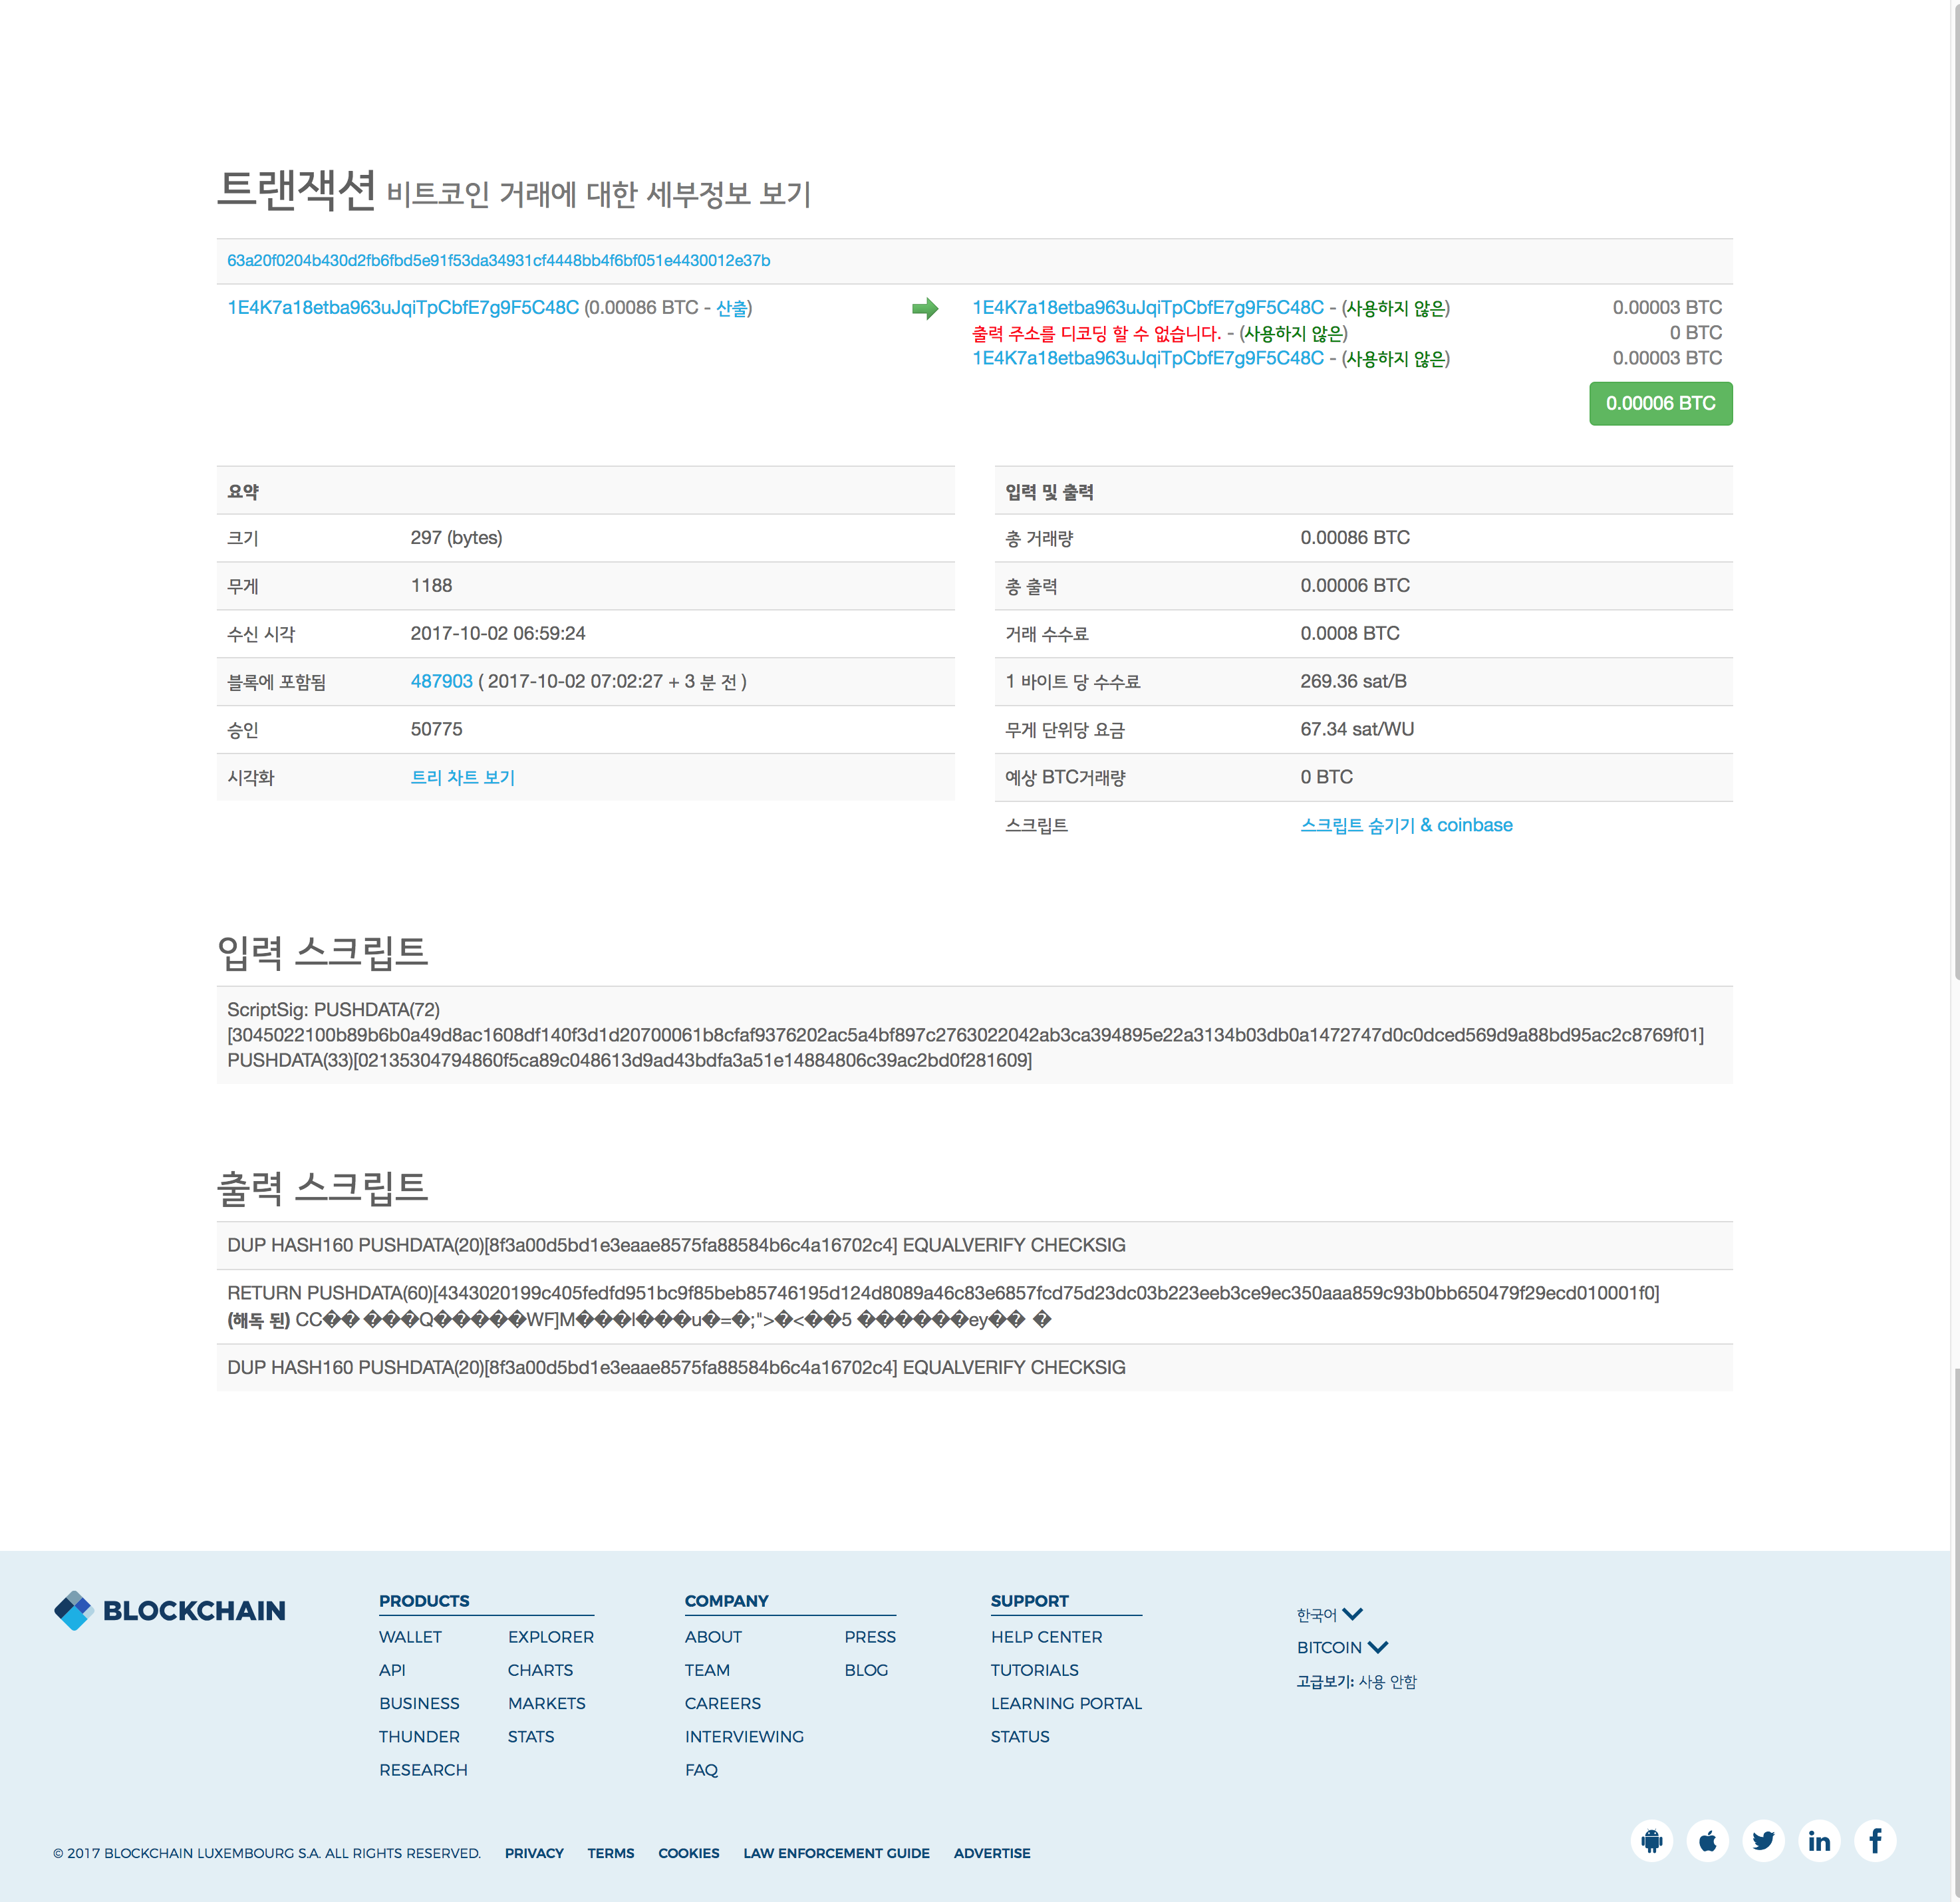 트랜잭션 비트코인 거래에 대한 세부정보 보기
63a20f0204b430d2fb6fbd5e91f53da34931cf4448bb4f6bf051e4430012e37b
1E4K7a18etba963uJqiTpCbfE7g9F5C48C (0.00086 BTC - 산출)
1E4K7a18etba963uJqiTpCbfE7g9F5C48C - (사용하지 않은) 0.00003 BTC
출력 주소를 디코딩 할 수 없습니다. - (사용하지 않은) 0 BTC
1E4K7a18etba963uJqiTpCbfE7g9F5C48C - (사용하지 않은) 0.00003 BTC
0.00006 BTC
요약
크기 297 (bytes)
무게 1188
수신 시각 2017-10-02 06:59:24
블록에 포함됨 487903 ( 2017-10-02 07:02:27 + 3 분 전 )
승인 50775
시각화 트리 차트 보기
입력 및 출력
총 거래량 0.00086 BTC
총 출력 0.00006 BTC
거래 수수료 0.0008 BTC
1 바이트 당 수수료 269.36 sat/B
무게 단위당 요금 67.34 sat/WU
예상 BTC거래량 0 BTC
스크립트 스크립트 숨기기 & coinbase
입력 스크립트
ScriptSig: PUSHDATA(72)
[3045022100b89b6b0a49d8ac1608df140f3d1d20700061b8cfaf9376202ac5a4bf897c2763022042ab3ca394895e22a3134b03db0a1472747d0c0dced569d9a88bd95ac2c8769f01]
PUSHDATA(33)[02135304794860f5ca89c048613d9ad43bdfa3a51e14884806c39ac2bd0f281609]
출력 스크립트
DUP HASH160 PUSHDATA(20)[8f3a00d5bd1e3eaae8575fa88584b6c4a16702c4] EQUALVERIFY CHECKSIG
RETURN PUSHDATA(60)[4343020199c405fedfd951bc9f85beb85746195d124d8089a46c83e6857fcd75d23dc03b223eeb3ce9ec350aaa859c93b0bb650479f29ecd010001f0]
(해독 된) CC�� ���Q�����WF]M���l���u�=�;">�<��5 ������ey�� �
DUP HASH160 PUSHDATA(20)[8f3a00d5bd1e3eaae8575fa88584b6c4a16702c4] EQUALVERIFY CHECKSIG
BLOCKCHAIN
PRODUCTS
WALLET EXPLORER
API CHARTS
BUSINESS MARKETS
THUNDER STATS
RESEARCH
COMPANY
ABOUT PRESS
TEAM BLOG
CAREERS
INTERVIEWING
FAQ
SUPPORT
HELP CENTER
TUTORIALS
LEARNING PORTAL
STATUS
한국어
BITCOIN
고급보기: 사용 안함
© 2017 BLOCKCHAIN LUXEMBOURG S.A. ALL RIGHTS RESERVED. PRIVACY TERMS COOKIES LAW ENFORCEMENT GUIDE ADVERTISE